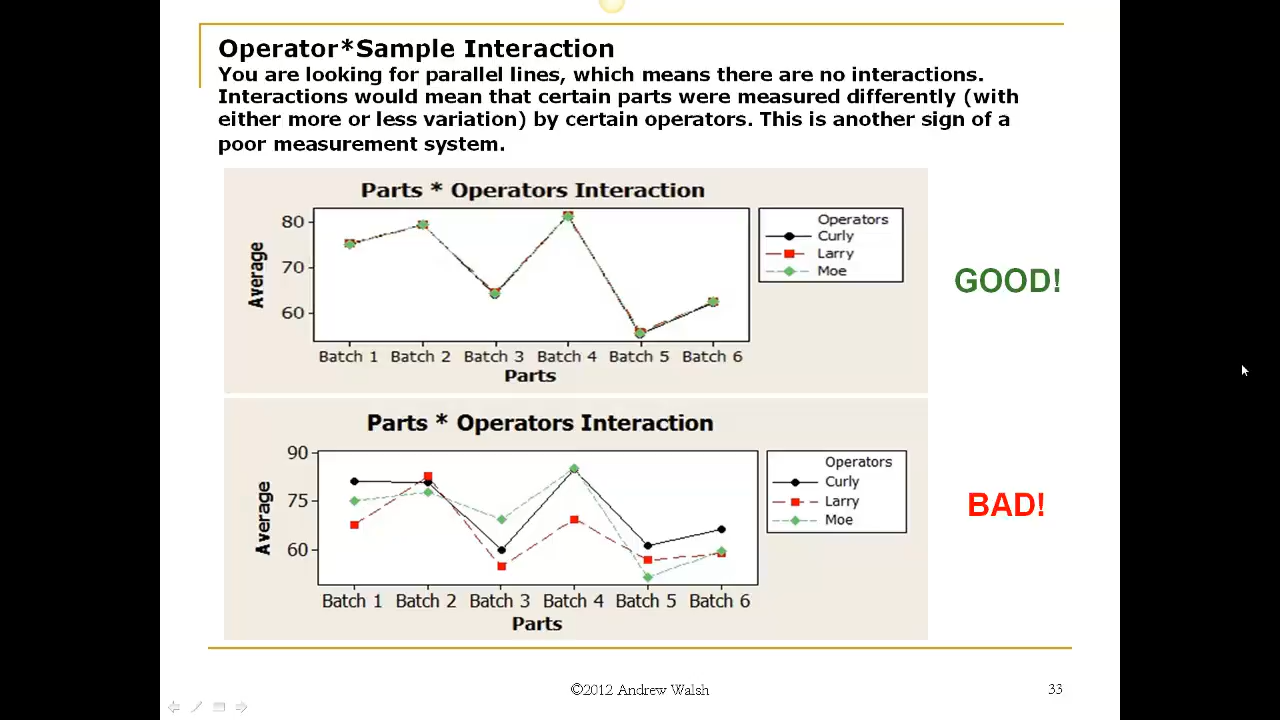 Operator*Sample Interaction
You are looking for parallel lines, which means there are no interactions.
Interactions would mean that certain parts were measured differently (with
either more or less variation) by certain operators. This is another sign of a
poor measurement system.
Parts * Operators Interaction
80
70
60
Average
Batch 1 Batch 2 Batch 3 Batch 4 Batch 5 Batch 6
Parts
Operators
Curly
Larry
Moe
GOOD!
Parts * Operators Interaction
90
75
60
Average
Batch 1 Batch 2 Batch 3 Batch 4 Batch 5 Batch 6
Parts
Operators
Curly
Larry
Moe
BAD!
©2012 Andrew Walsh
33